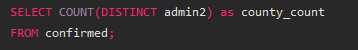 SELECT COUNT(DISTINCT admin2) as county_count
FROM confirmed;